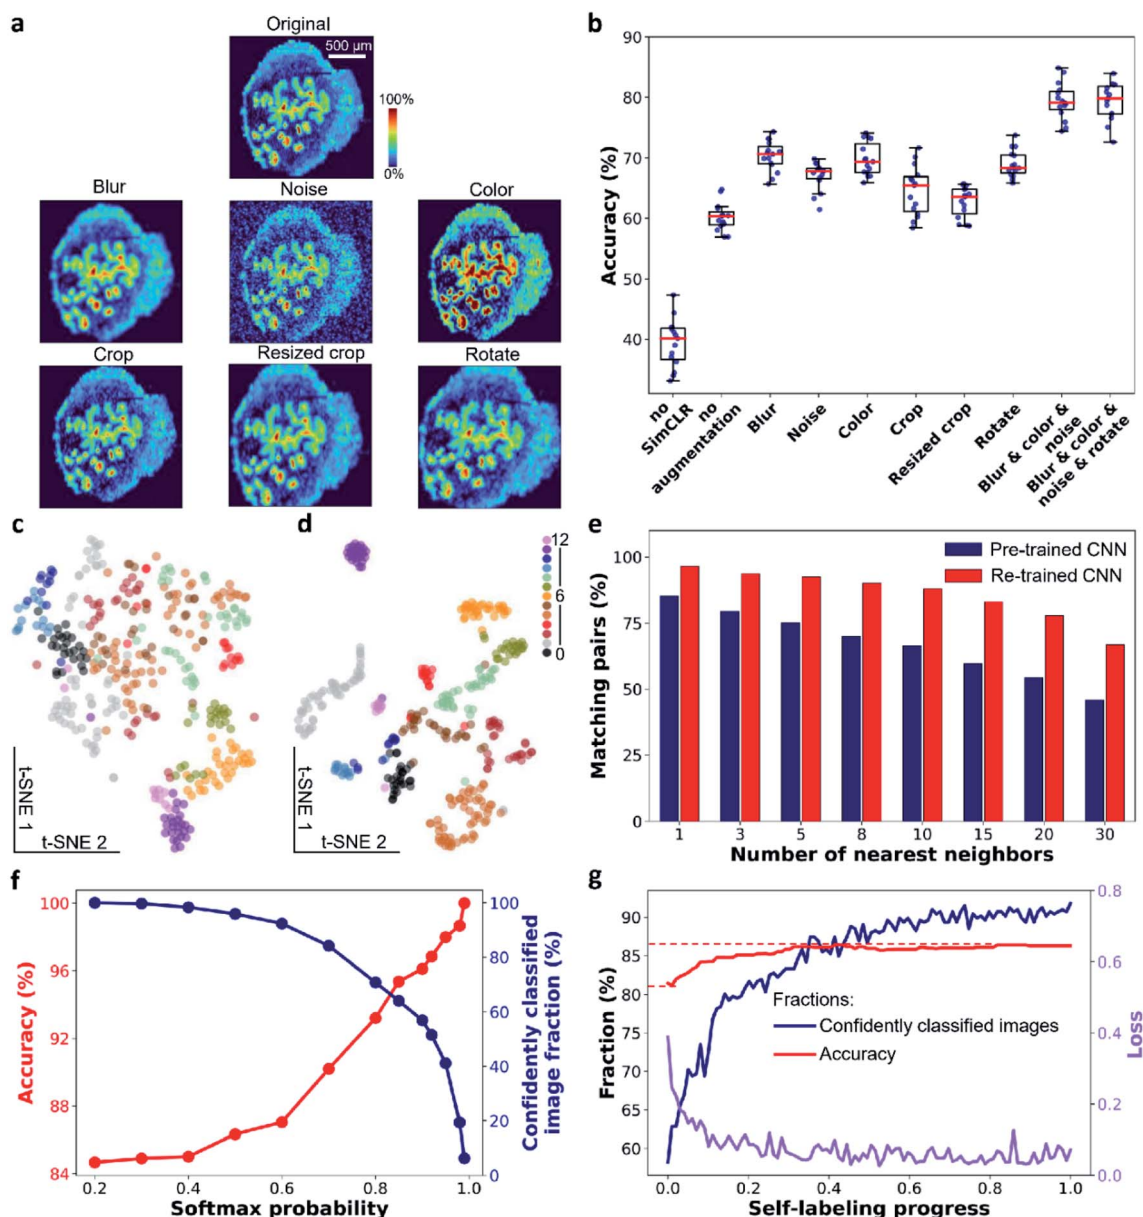 a
Original
500 µm
100%
0%
Blur
Noise
Color
Crop
Resized crop
Rotate
b
90
80
70
60
50
40
Accuracy (%)
no
SimCLR
no
augmentation
Blur
Noise
Color
Crop
Resized crop
Rotate
Blur & color &
noise
Blur & color &
noise & rotate
c
t-SNE 1
t-SNE 2
d
12
6
0
t-SNE 1
t-SNE 2
e
Pre-trained CNN
Re-trained CNN
100
75
50
25
0
Matching pairs (%)
1 3 5 8 10 15 20 30
Number of nearest neighbors
f
100
96
92
88
84
Accuracy (%)
100
80
60
40
20
0
Confidently classified
image fraction (%)
0.2 0.4 0.6 0.8 1.0
Softmax probability
g
90
85
80
75
70
65
60
Fraction (%)
Fractions:
Confidently classified images
Accuracy
0.8
0.6
0.4
0.2
0.0
Loss
0.0 0.2 0.4 0.6 0.8 1.0
Self-labeling progress